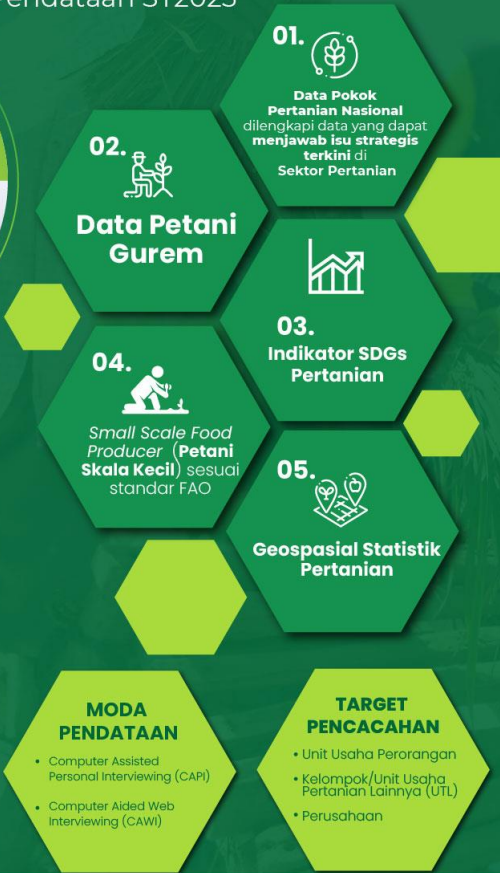 Pendataan ST2023
01.
Data Pokok
Pertanian Nasional
dilengkapi data yang dapat
menjawab isu strategis
terkini di
Sektor Pertanian
02.
Data Petani
Gurem
03.
Indikator SDGs
Pertanian
04.
Small Scale Food
Producer (Petani
Skala Kecil) sesuai
standar FAO
05.
Geospasial Statistik
Pertanian
MODA
PENDATAAN
• Computer Assisted
Personal Interviewing (CAPI)
• Computer Aided Web
Interviewing (CAWI)
TARGET
PENCACAHAN
• Unit Usaha Perorangan
• Kelompok/Unit Usaha
Pertanian Lainnya (UTL)
• Perusahaan